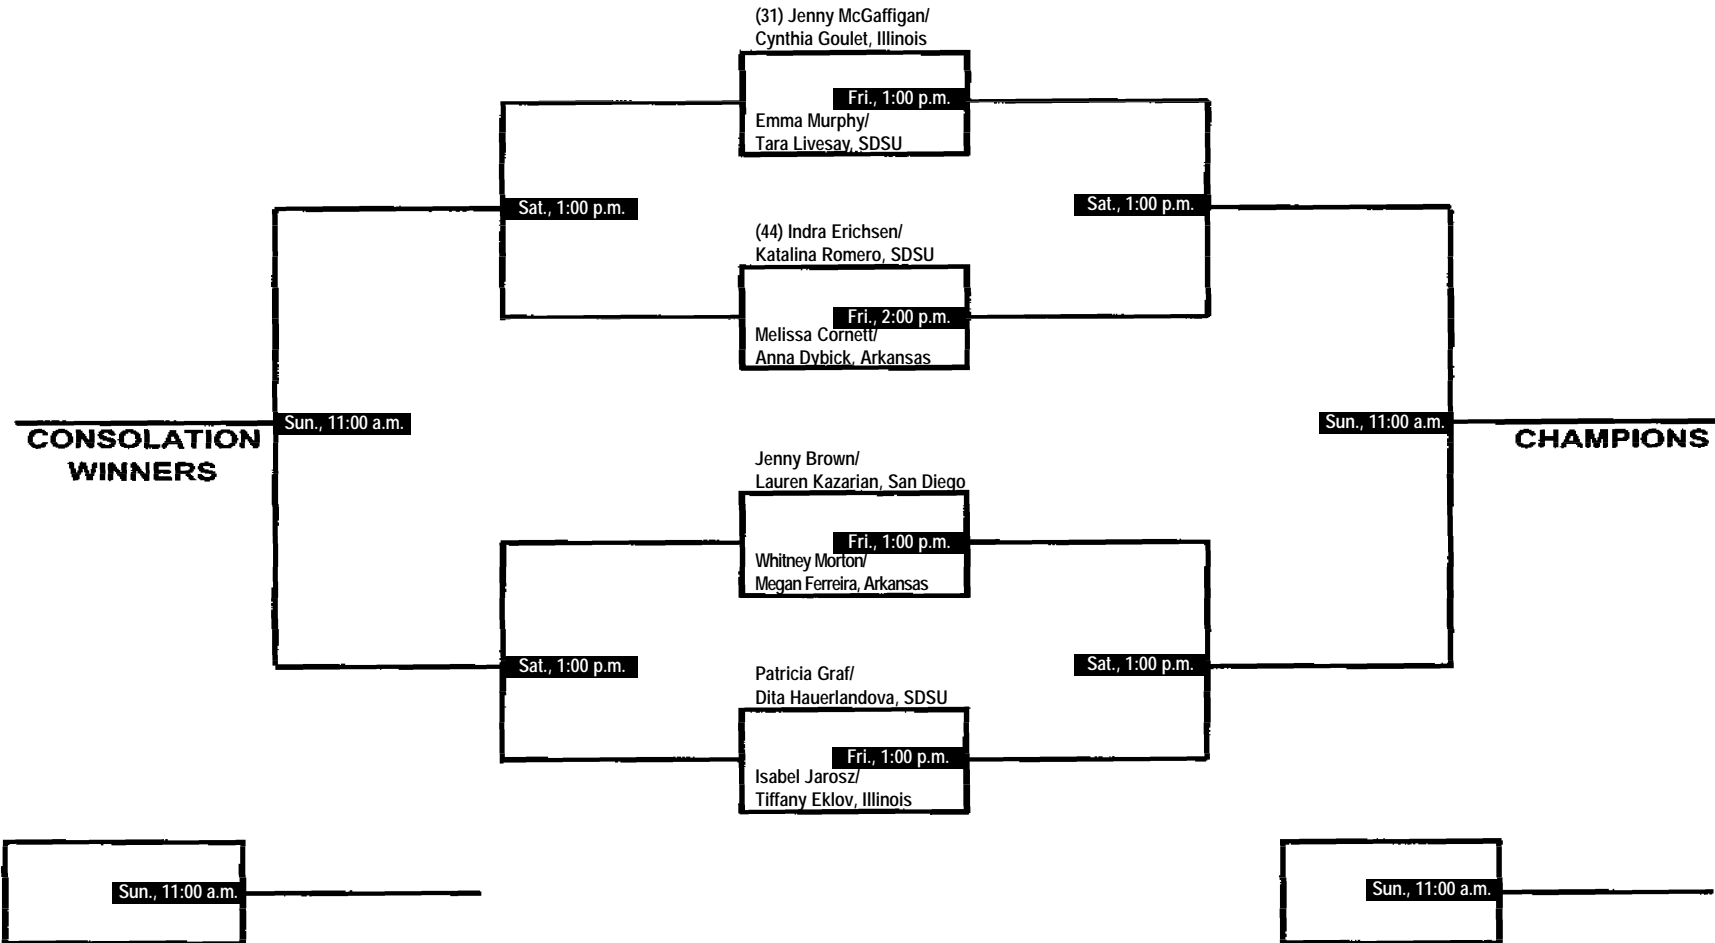 (31) Jenny McGaffigan/
Cynthia Goulet, Illinois
Fri., 1:00 p.m.
Emma Murphy/
Tara Livesay, SDSU
Sat., 1:00 p.m.
Sat., 1:00 p.m.
(44) Indra Erichsen/
Katalina Romero, SDSU
Fri., 2:00 p.m.
Melissa Cornett/
Anna Dybick, Arkansas
Sun., 11:00 a.m.
CONSOLATION
WINNERS
Sun., 11:00 a.m.
CHAMPIONS
Jenny Brown/
Lauren Kazarian, San Diego
Fri., 1:00 p.m.
Whitney Morton/
Megan Ferreira, Arkansas
Sat., 1:00 p.m.
Sat., 1:00 p.m.
Patricia Graf/
Dita Hauerlandova, SDSU
Fri., 1:00 p.m.
Isabel Jarosz/
Tiffany Eklov, Illinois
Sun., 11:00 a.m.
Sun., 11:00 a.m.